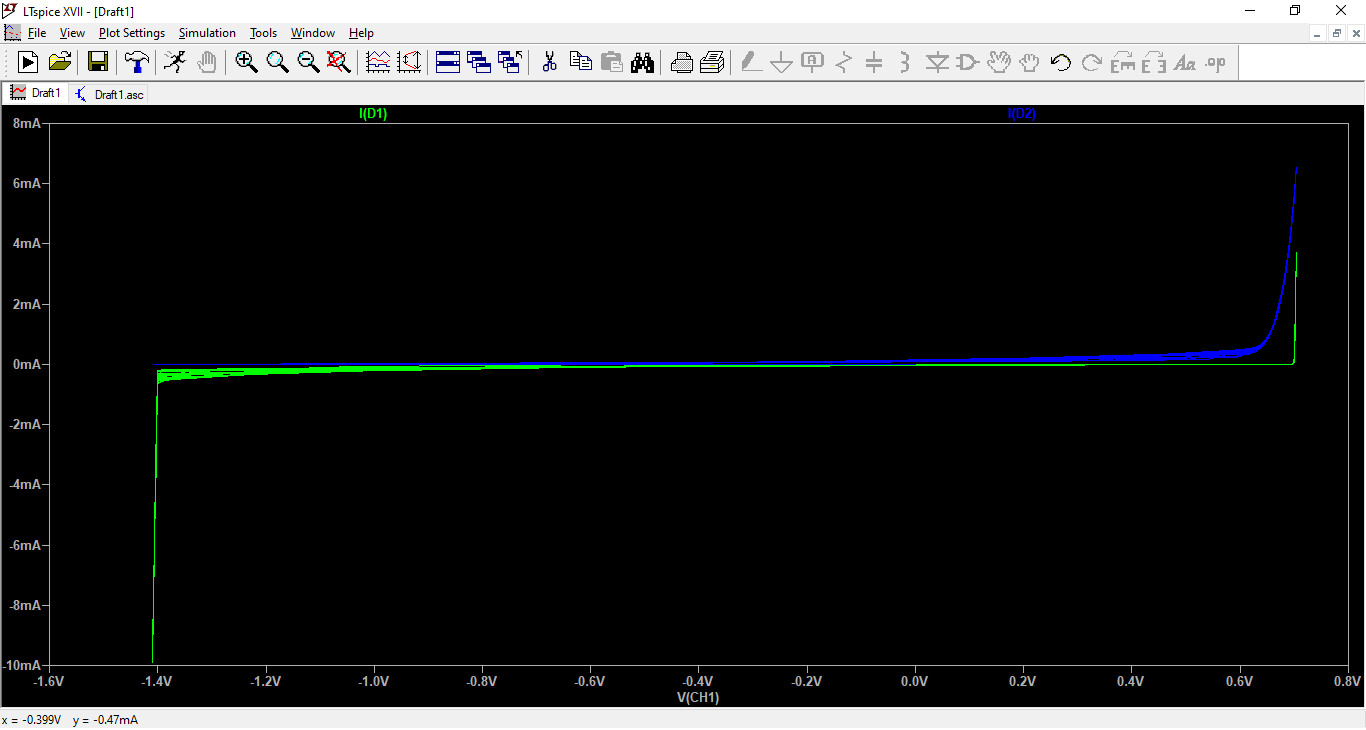 LTspice XVII - [Draft1]
File View Plot Settings Simulation Tools Window Help
Draft1 Draft1.asc
I(D1) I(D2)
8mA
6mA
4mA
2mA
0mA
-2mA
-4mA
-6mA
-8mA
-10mA
-1.6V -1.4V -1.2V -1.0V -0.8V -0.6V -0.4V -0.2V 0.0V 0.2V 0.4V 0.6V 0.8V
V(CH1)
x = -0.399V y = -0.47mA